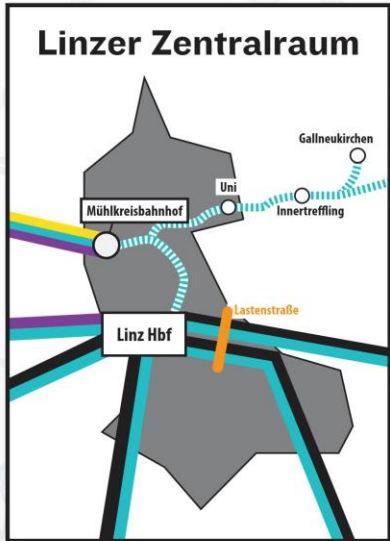 Linzer Zentralraum
Gallneukirchen
Uni
Mühlkreisbahnhof
Innertreffling
Lastenstraße
Linz Hbf